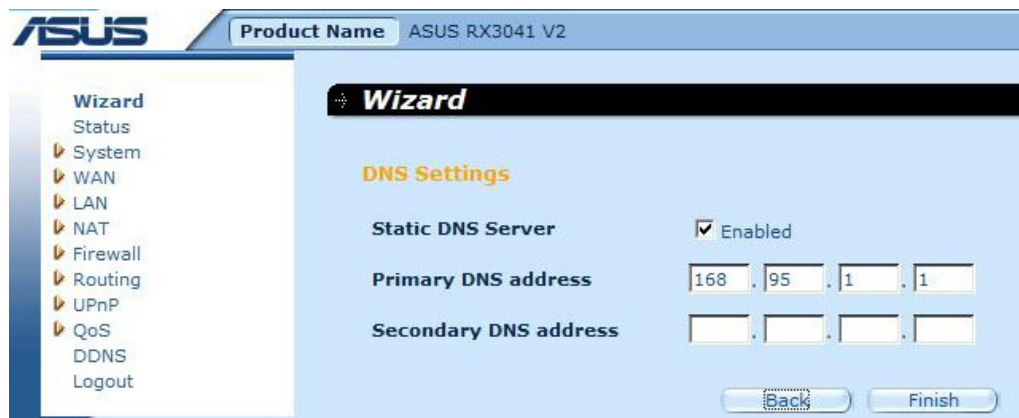 ASUS Product Name ASUS RX3041 V2
Wizard
Status
System
WAN
LAN
NAT
Firewall
Routing
UPnP
QoS
DDNS
Logout
Wizard
DNS Settings
Static DNS Server Enabled
Primary DNS address 168 . 95 . 1 . 1
Secondary DNS address . . .
Back Finish